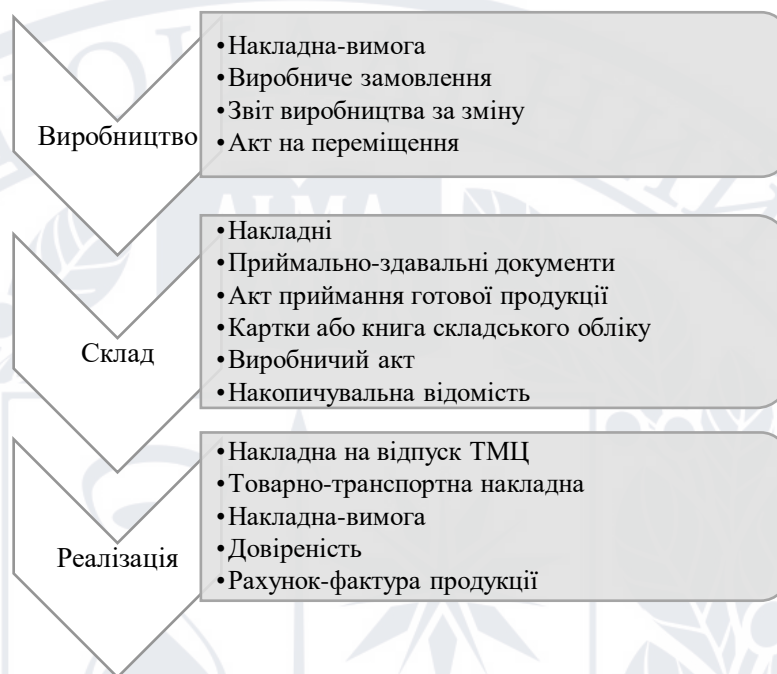 Виробництво
•Накладна-вимога
•Виробниче замовлення
•Звіт виробництва за зміну
•Акт на переміщення
Склад
•Накладні
•Приймально-здавальні документи
•Акт приймання готової продукції
•Картки або книга складського обліку
•Виробничий акт
•Накопичувальна відомість
Реалізація
•Накладна на відпуск ТМЦ
•Товарно-транспортна накладна
•Накладна-вимога
•Довіреність
•Рахунок-фактура продукції